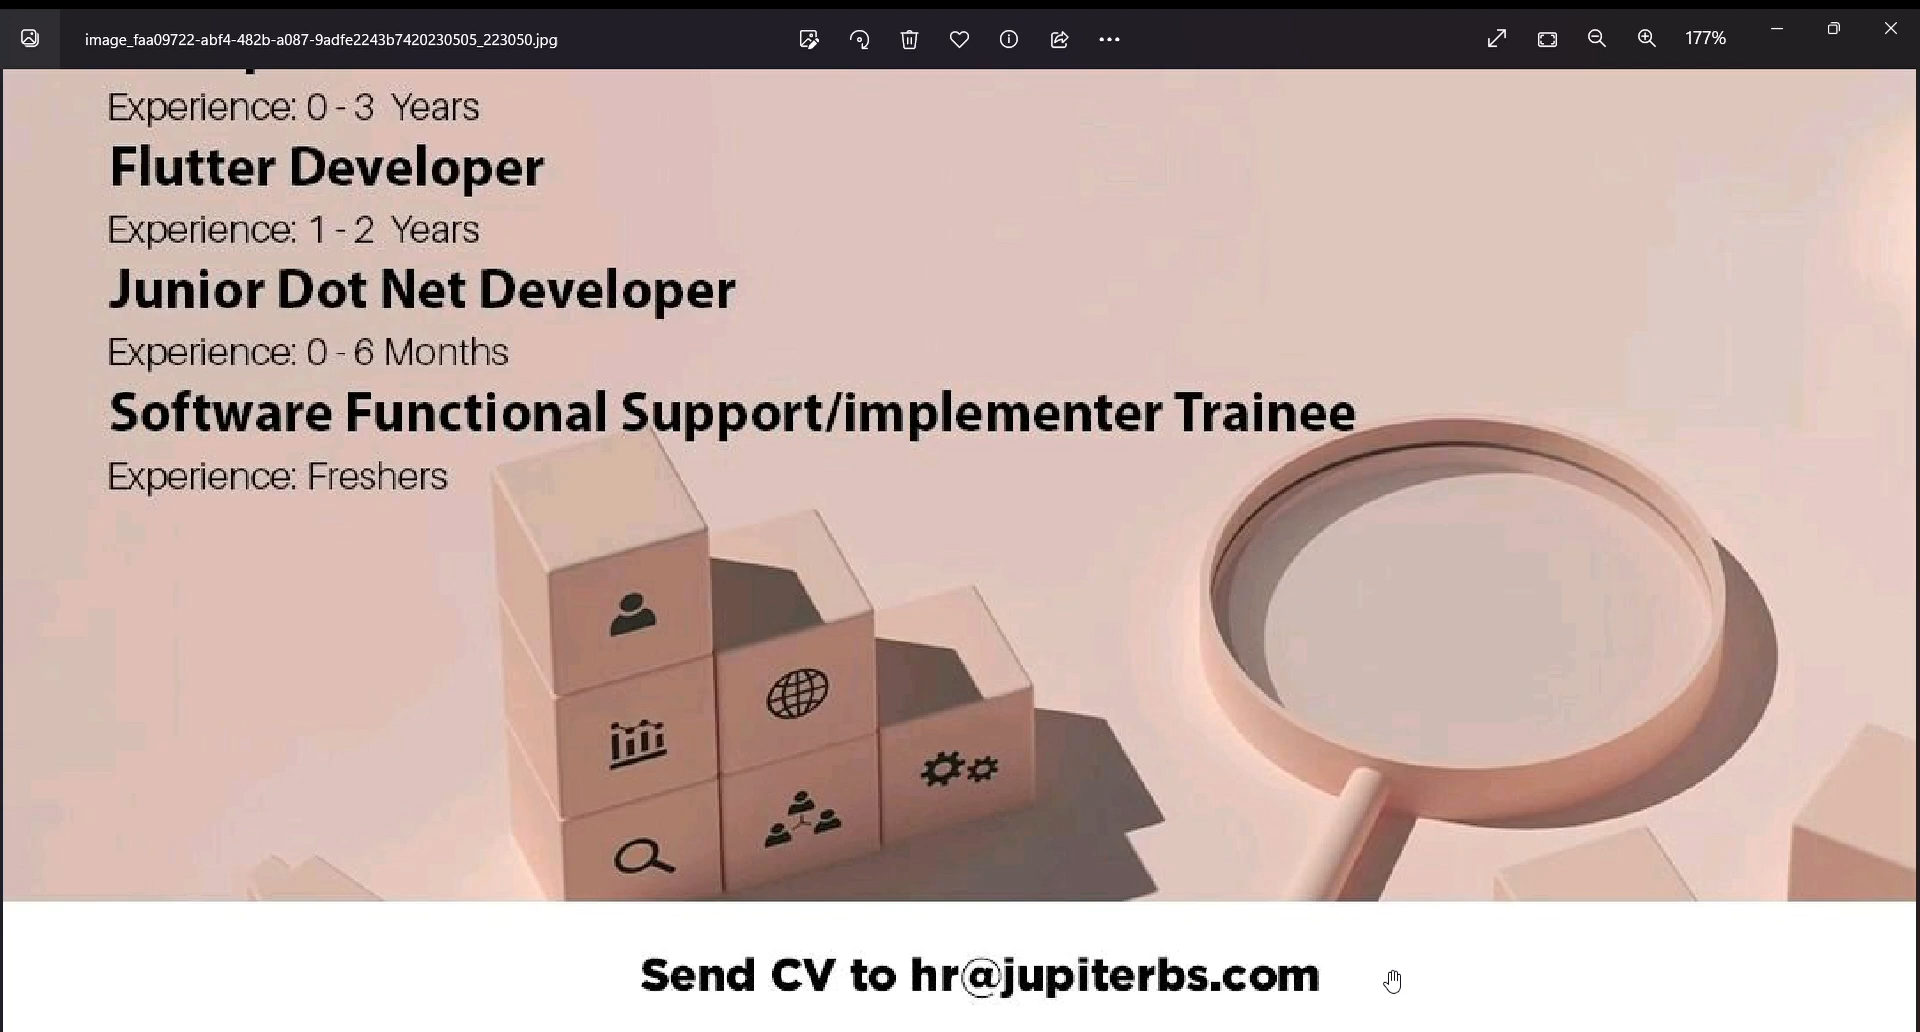 image_faa09722-abf4-482b-a087-9adfe2243b7420230505_223050.jpg
177%
Experience: 0 - 3 Years
Flutter Developer
Experience: 1 - 2 Years
Junior Dot Net Developer
Experience: 0 - 6 Months
Software Functional Support/implementer Trainee
Experience: Freshers
Send CV to hr@jupiterbs.com